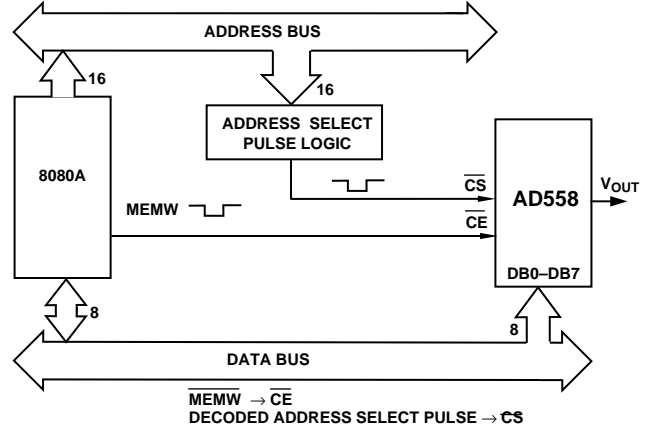 ADDRESS BUS
16
16
ADDRESS SELECT
PULSE LOGIC
8080A
CS
VOUT
MEMW
AD558
CE
DB0–DB7
8
8
DATA BUS
MEMW → CE
DECODED ADDRESS SELECT PULSE → CS